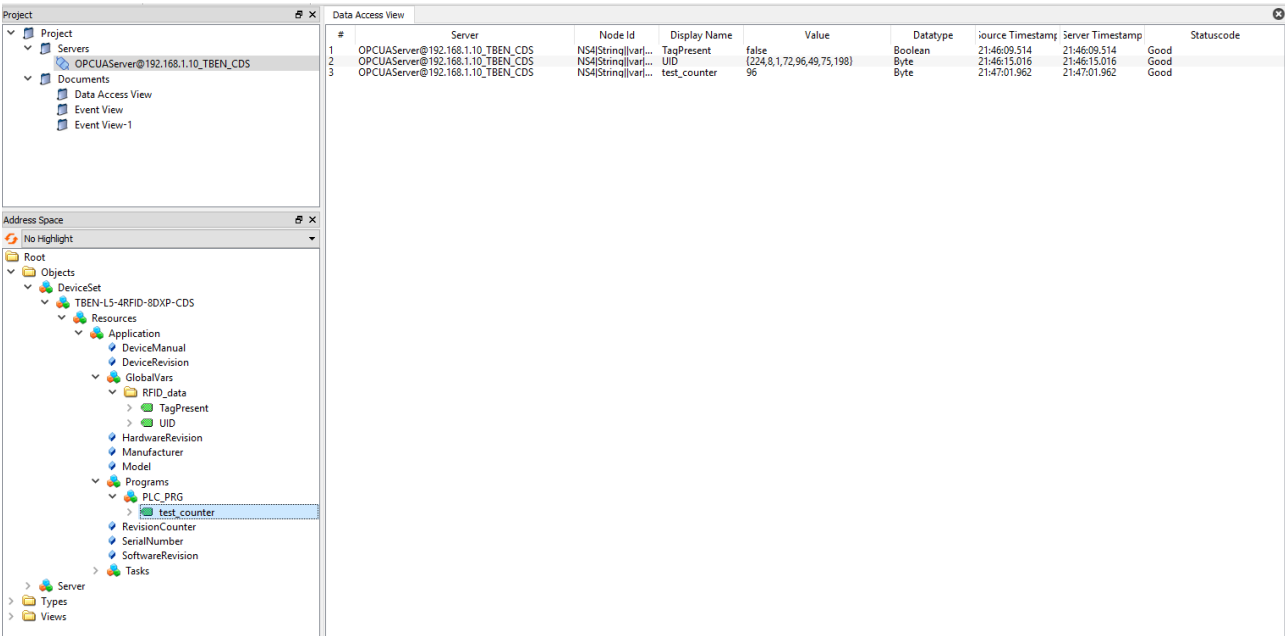 Project
Project
Servers
OPCUAServer@192.168.1.10_TBEN_CDS
Documents
Data Access View
Event View
Event View-1
Address Space
No Highlight
Root
Objects
DeviceSet
TBEN-L5-4RFID-8DXP-CDS
Resources
Application
DeviceManual
DeviceRevision
GlobalVars
RFID_data
TagPresent
UID
HardwareRevision
Manufacturer
Model
Programs
PLC_PRG
test_counter
RevisionCounter
SerialNumber
SoftwareRevision
Tasks
Server
Types
Views
Data Access View
# Server Node Id Display Name Value Datatype Source Timestamp Server Timestamp Statuscode
1 OPCUAServer@192.168.1.10_TBEN_CDS NS4|String||var|... TagPresent false Boolean 21:46:09.514 21:46:09.514 Good
2 OPCUAServer@192.168.1.10_TBEN_CDS NS4|String||var|... UID {224,8,1,72,96,49,75,198} Byte 21:46:15.016 21:46:15.016 Good
3 OPCUAServer@192.168.1.10_TBEN_CDS NS4|String||var|... test_counter 96 Byte 21:47:01.962 21:47:01.962 Good